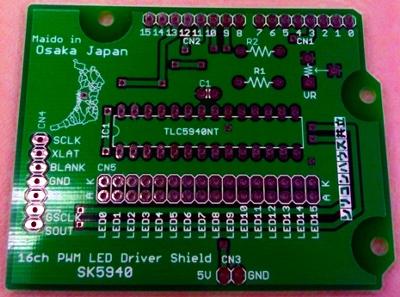 Maido in
Osaka Japan
15 14 13 12 11 10 9 8 7 6 5 4 3 2 1 0
CN2
CN1
R2
R1
C1
VR
IC1
TLC5940NT
CN4
SCLK
XLAT
BLANK
GND
GSCLK
SOUT
CN5
K
A
K
A
シリコンハウス共立
LED0
LED1
LED2
LED3
LED4
LED5
LED6
LED7
LED8
LED9
LED10
LED11
LED12
LED13
LED14
LED15
16ch PWM LED Driver Shield
SK5940
CN3
5V
GND